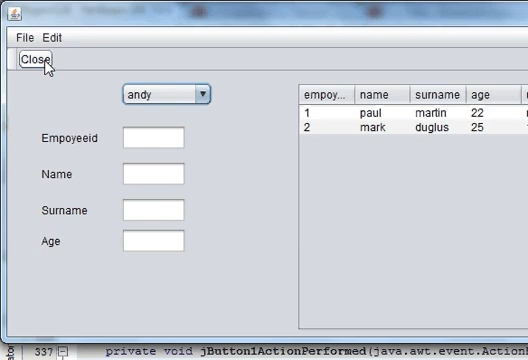 File Edit
Close
andy
empoy... name surname age
1 paul martin 22
2 mark duglus 25
Empoyeeid
Name
Surname
Age
337 private void jButton1ActionPerformed(java.awt.event.Action